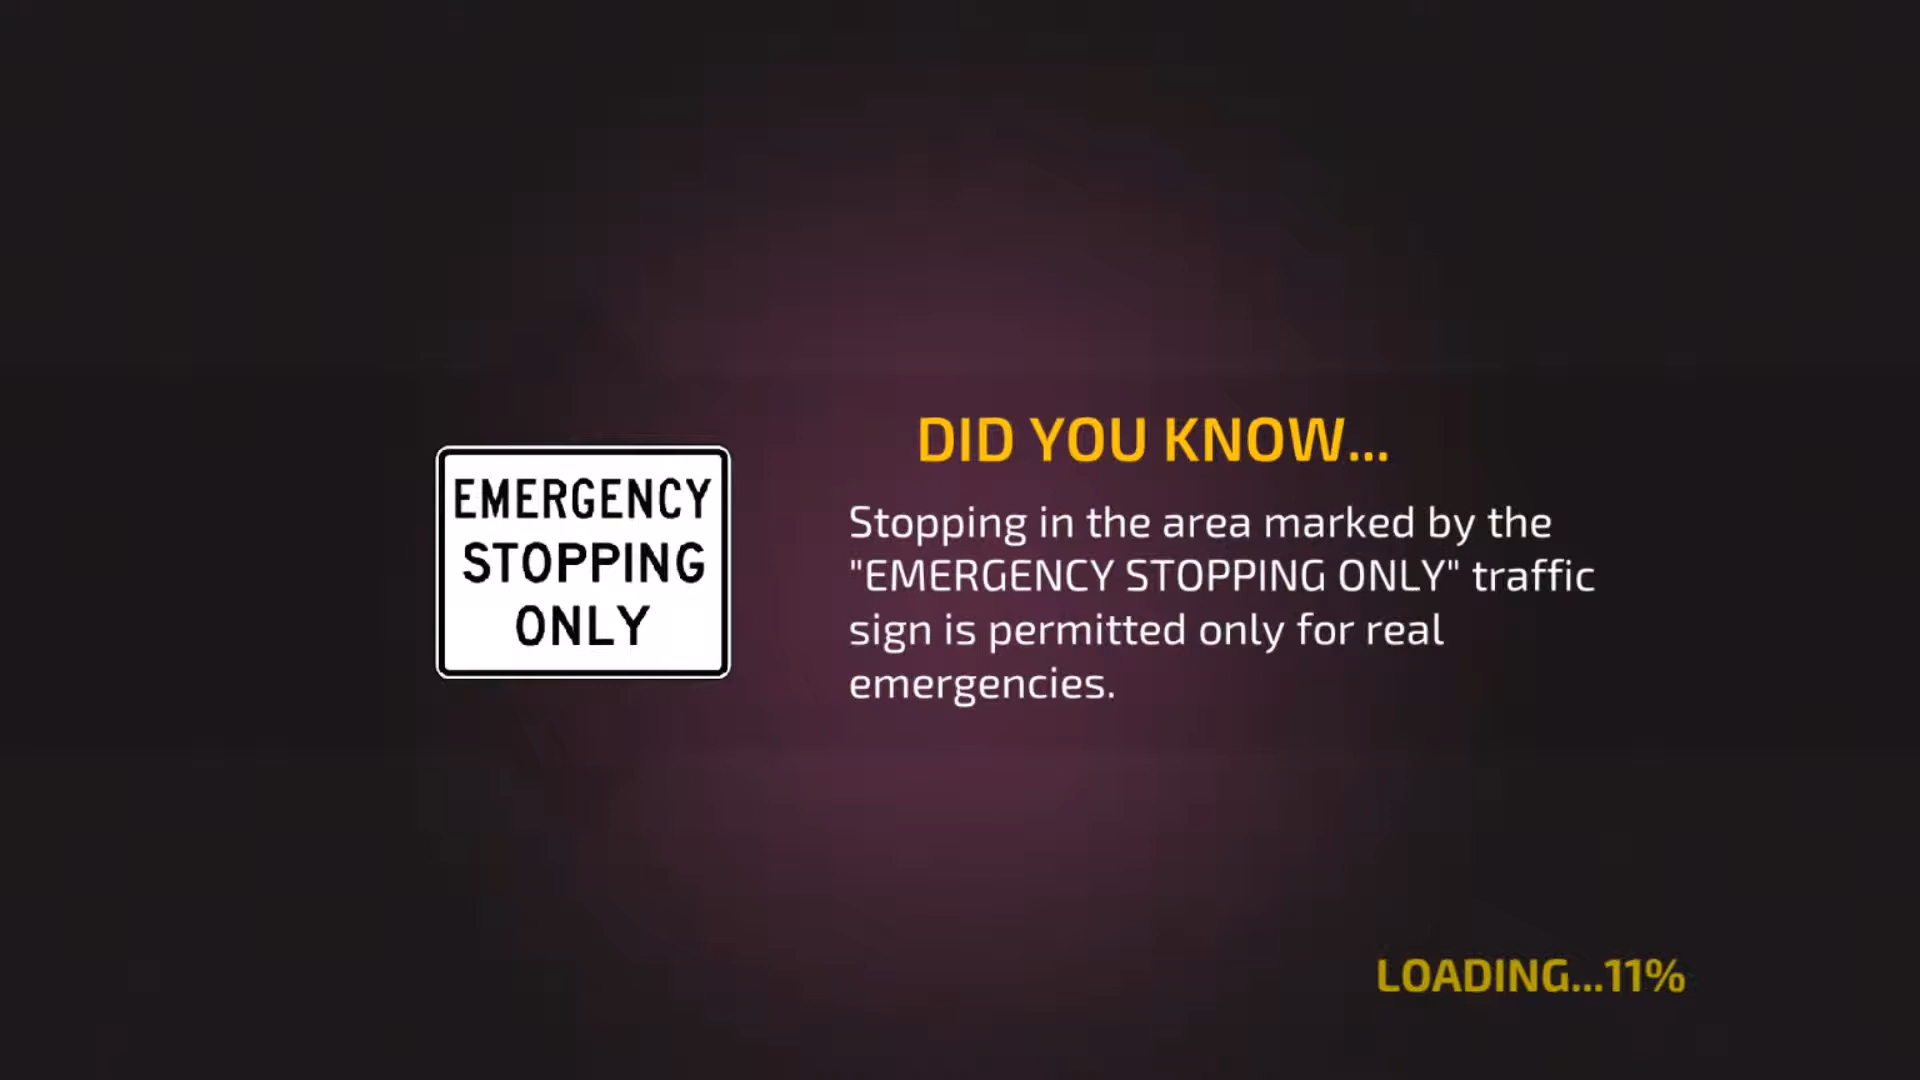 EMERGENCY
STOPPING
ONLY
DID YOU KNOW...
Stopping in the area marked by the
"EMERGENCY STOPPING ONLY" traffic
sign is permitted only for real
emergencies.
LOADING...11%